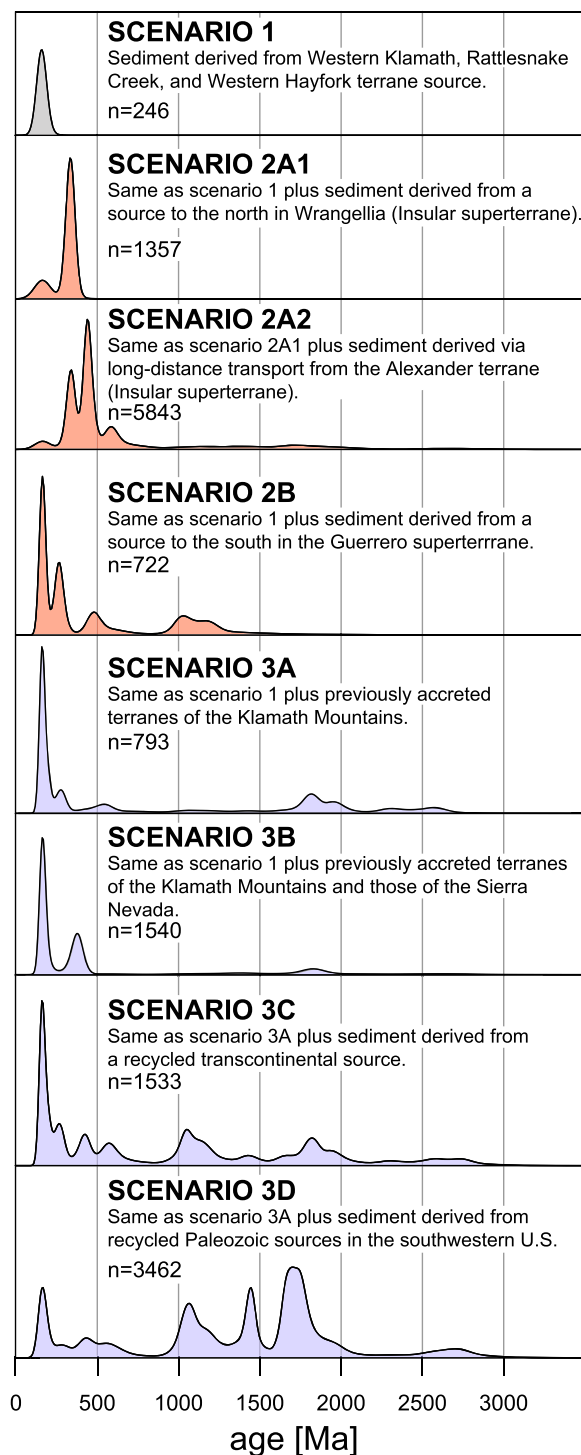 SCENARIO 1
Sediment derived from Western Klamath, Rattlesnake
Creek, and Western Hayfork terrane source.
n=246
SCENARIO 2A1
Same as scenario 1 plus sediment derived from a
source to the north in Wrangellia (Insular superterrane).
n=1357
SCENARIO 2A2
Same as scenario 2A1 plus sediment derived via
long-distance transport from the Alexander terrane
(Insular superterrane).
n=5843
SCENARIO 2B
Same as scenario 1 plus sediment derived from a
source to the south in the Guerrero superterrrane.
n=722
SCENARIO 3A
Same as scenario 1 plus previously accreted
terranes of the Klamath Mountains.
n=793
SCENARIO 3B
Same as scenario 1 plus previously accreted terranes
of the Klamath Mountains and those of the Sierra
Nevada.
n=1540
SCENARIO 3C
Same as scenario 3A plus sediment derived from
a recycled transcontinental source.
n=1533
SCENARIO 3D
Same as scenario 3A plus sediment derived from
recycled Paleozoic sources in the southwestern U.S.
n=3462
0 500 1000 1500 2000 2500 3000
age [Ma]